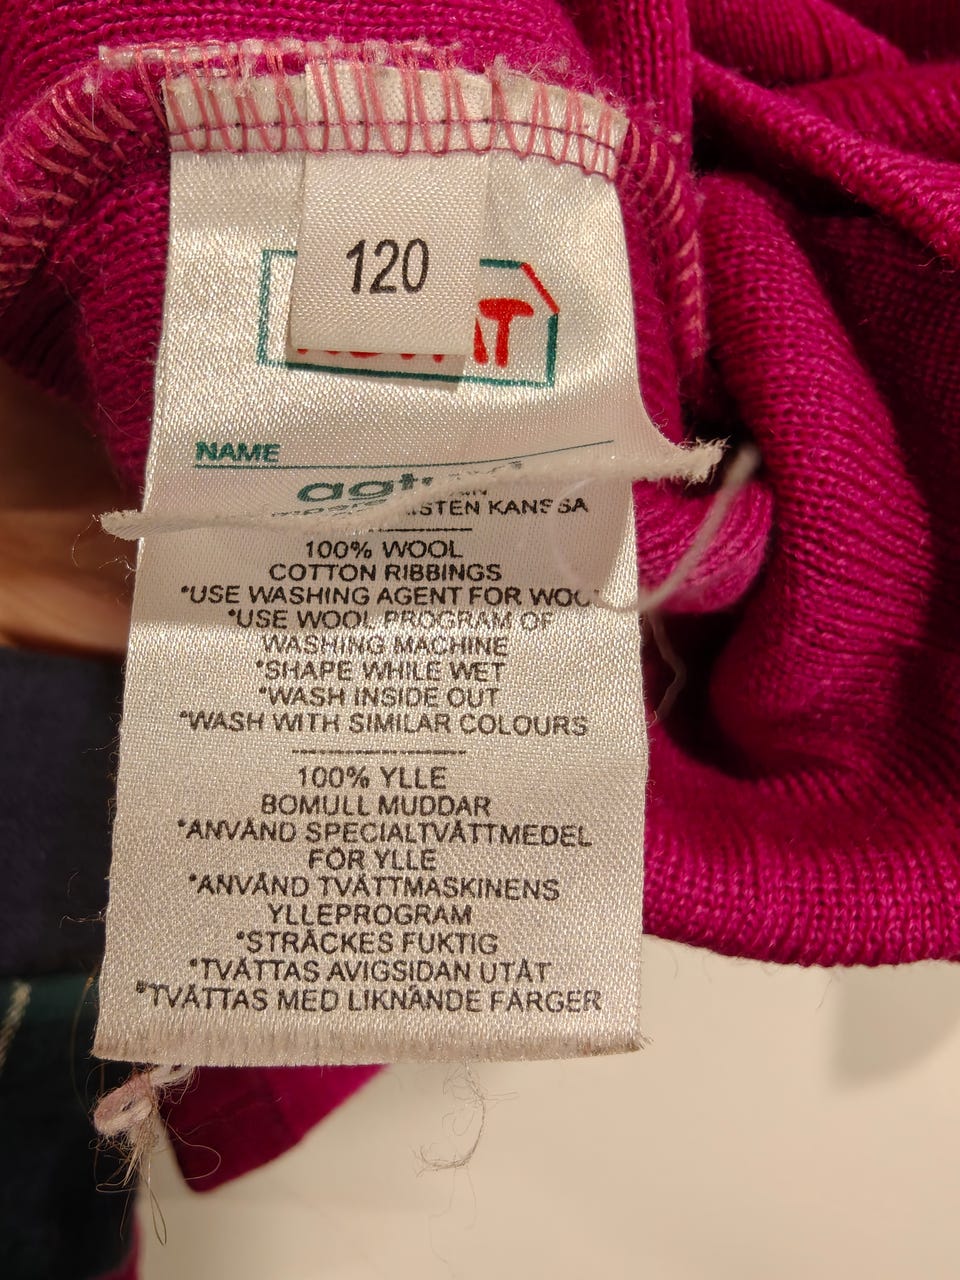 120
NAME
KANSSA
100% WOOL
COTTON RIBBINGS
*USE WASHING AGENT FOR
*USE WOOL PROGRAM OF
WASHING MACHINE
*SHAPE WHILE WET
*WASH INSIDE OUT
*WASH WITH SIMILAR COLOURS
100% YLLE
BOMULL MUDDAR
*ANVÄND SPECIALTVÄTTMEDEL
FÖR YLLE
*ANVÄND TVÄTTMASKINENS
YLLEPROGRAM
*STRÄCKES FUKTIG
*TVÄTTAS AVIGSIDAN UTÅT
*TVÄTTAS MED LIKNANDE FÄRGER